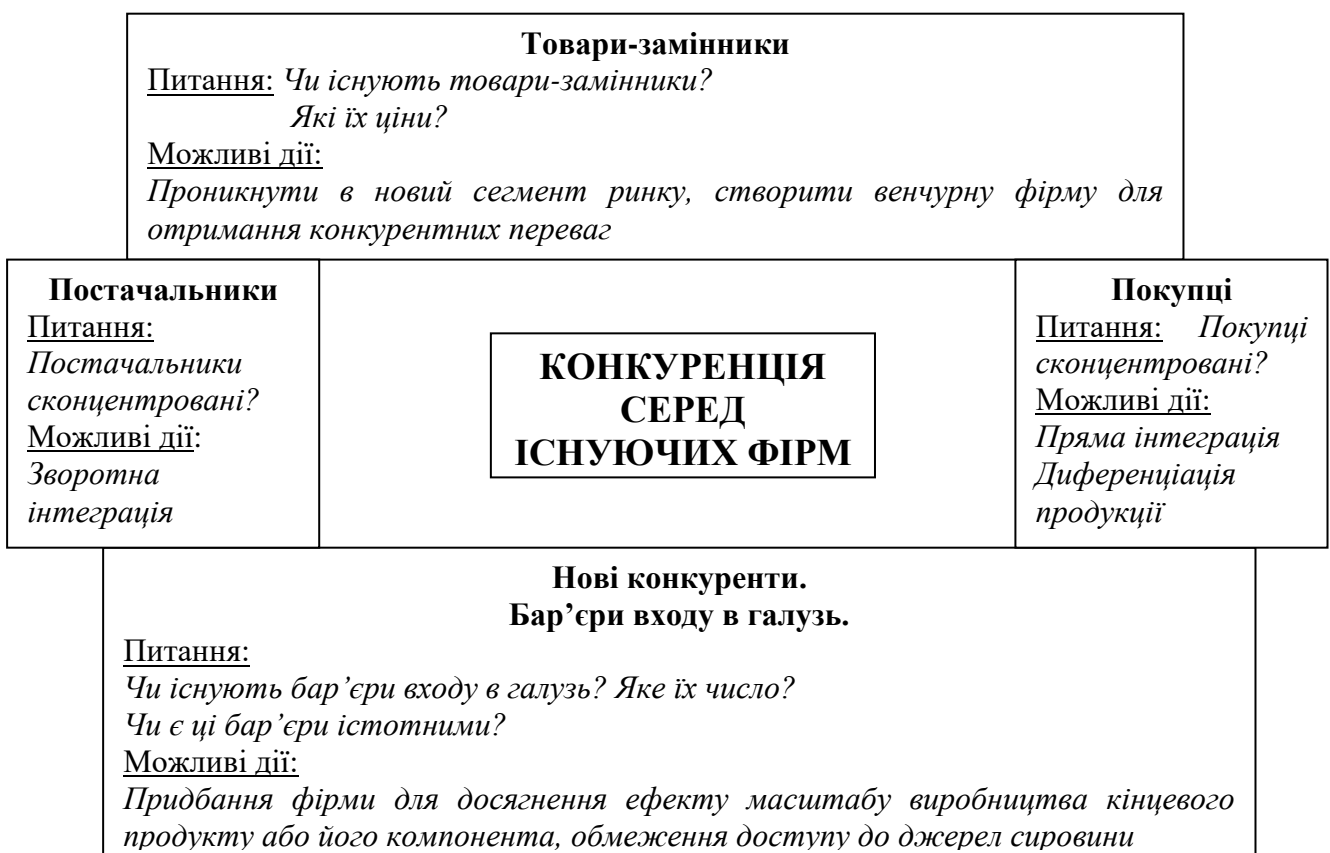 Товари-замінники
Питання: Чи існують товари-замінники?
Які їх ціни?
Можливі дії:
Проникнути в новий сегмент ринку, створити венчурну фірму для
отримання конкурентних переваг
Постачальники
Питання:
Постачальники
сконцентровані?
Можливі дії:
Зворотна
інтеграція
КОНКУРЕНЦІЯ
СЕРЕД
ІСНУЮЧИХ ФІРМ
Покупці
Питання: Покупці
сконцентровані?
Можливі дії:
Пряма інтеграція
Диференціація
продукції
Нові конкуренти.
Бар’єри входу в галузь.
Питання:
Чи існують бар’єри входу в галузь? Яке їх число?
Чи є ці бар’єри істотними?
Можливі дії:
Придбання фірми для досягнення ефекту масштабу виробництва кінцевого
продукту або його компонента, обмеження доступу до джерел сировини